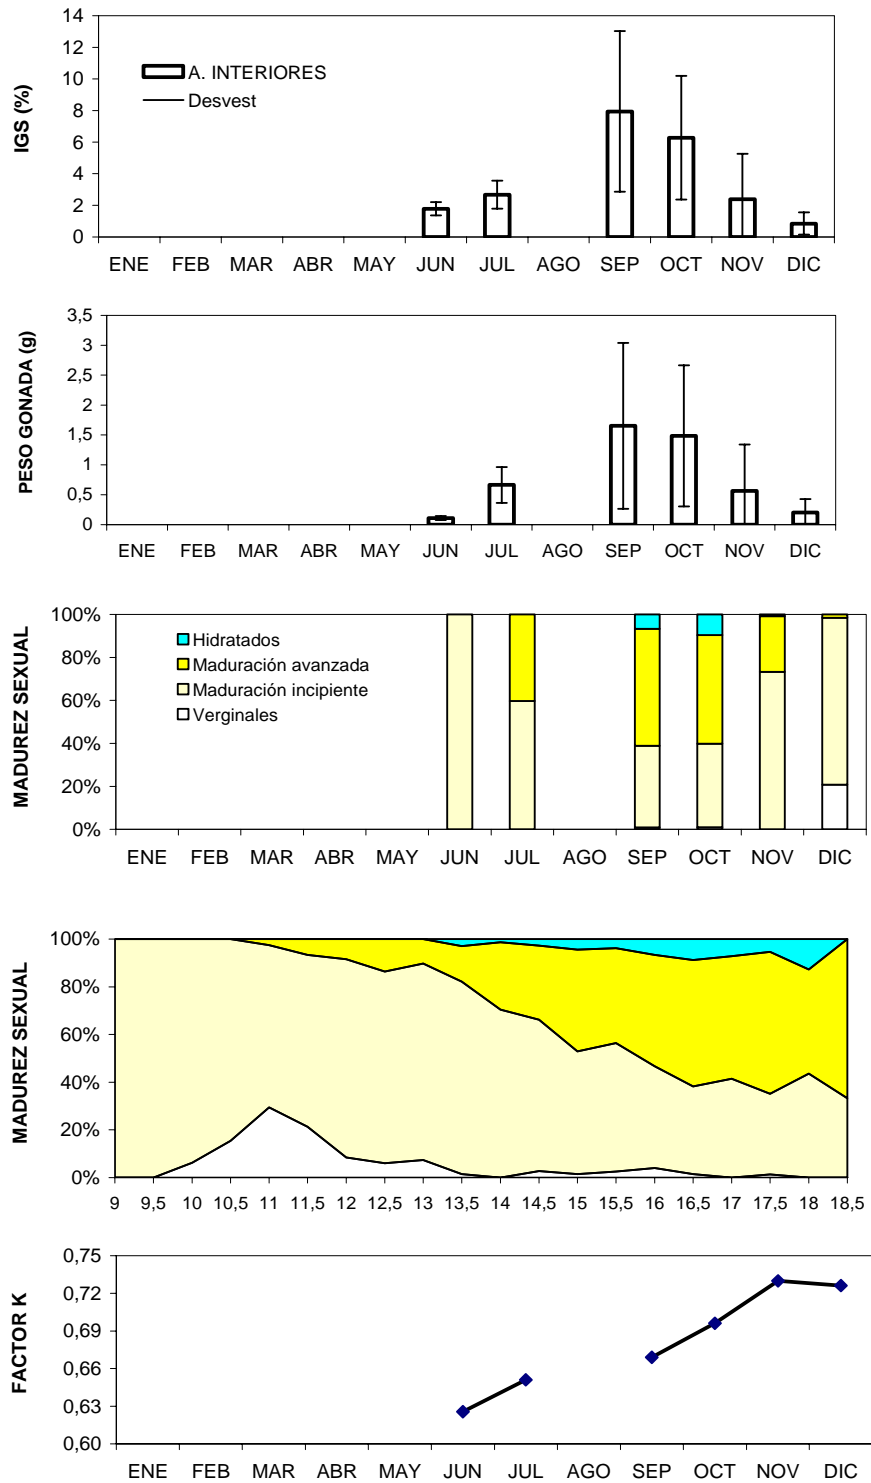 IGS (%)
14
12
10
8
6
4
2
0
A. INTERIORES
Desvest
ENE FEB MAR ABR MAY JUN JUL AGO SEP OCT NOV DIC
PESO GONADA (g)
3,5
3
2,5
2
1,5
1
0,5
0
ENE FEB MAR ABR MAY JUN JUL AGO SEP OCT NOV DIC
MADUREZ SEXUAL
100%
80%
60%
40%
20%
0%
Hidratados
Maduración avanzada
Maduración incipiente
Verginales
ENE FEB MAR ABR MAY JUN JUL AGO SEP OCT NOV DIC
MADUREZ SEXUAL
100%
80%
60%
40%
20%
0%
9 9,5 10 10,5 11 11,5 12 12,5 13 13,5 14 14,5 15 15,5 16 16,5 17 17,5 18 18,5
FACTOR K
0,75
0,72
0,69
0,66
0,63
0,60
ENE FEB MAR ABR MAY JUN JUL AGO SEP OCT NOV DIC